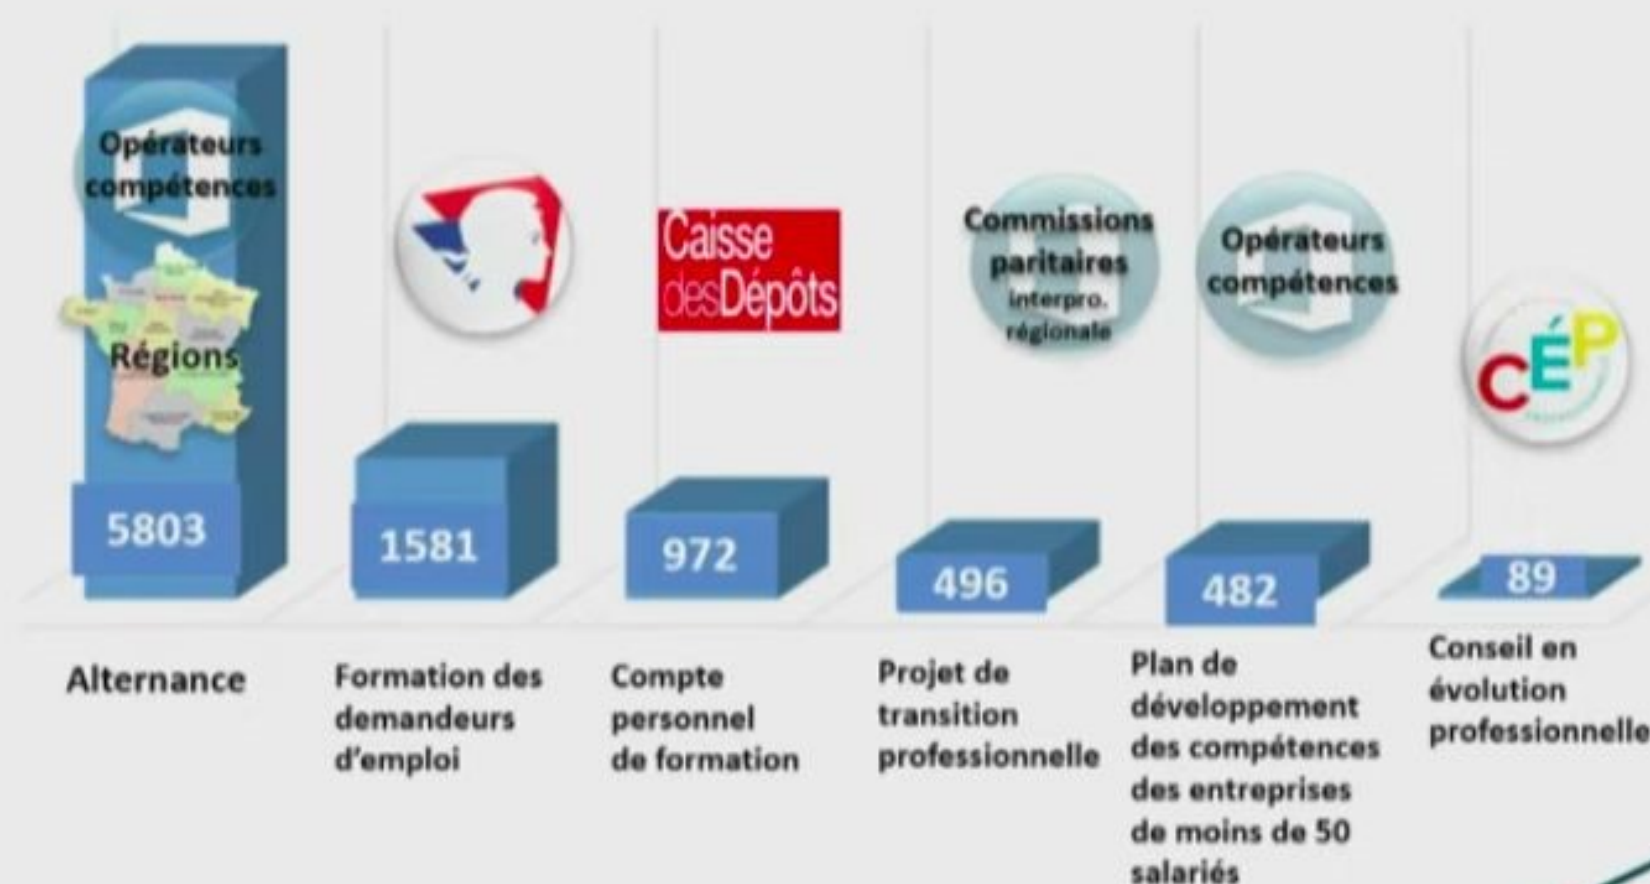 Opérateurs
compétences
Régions
5803
Alternance
1581
Formation des
demandeurs
d'emploi
Caisse
desDépôts
972
Compte
personnel
de formation
Commissions
paritaires
interpro.
régionale
496
Projet de
transition
professionnelle
Opérateurs
compétences
482
Plan de
développement
des compétences
des entreprises
de moins de 50
salariés
CÉP
89
Conseil en
évolution
professionnelle